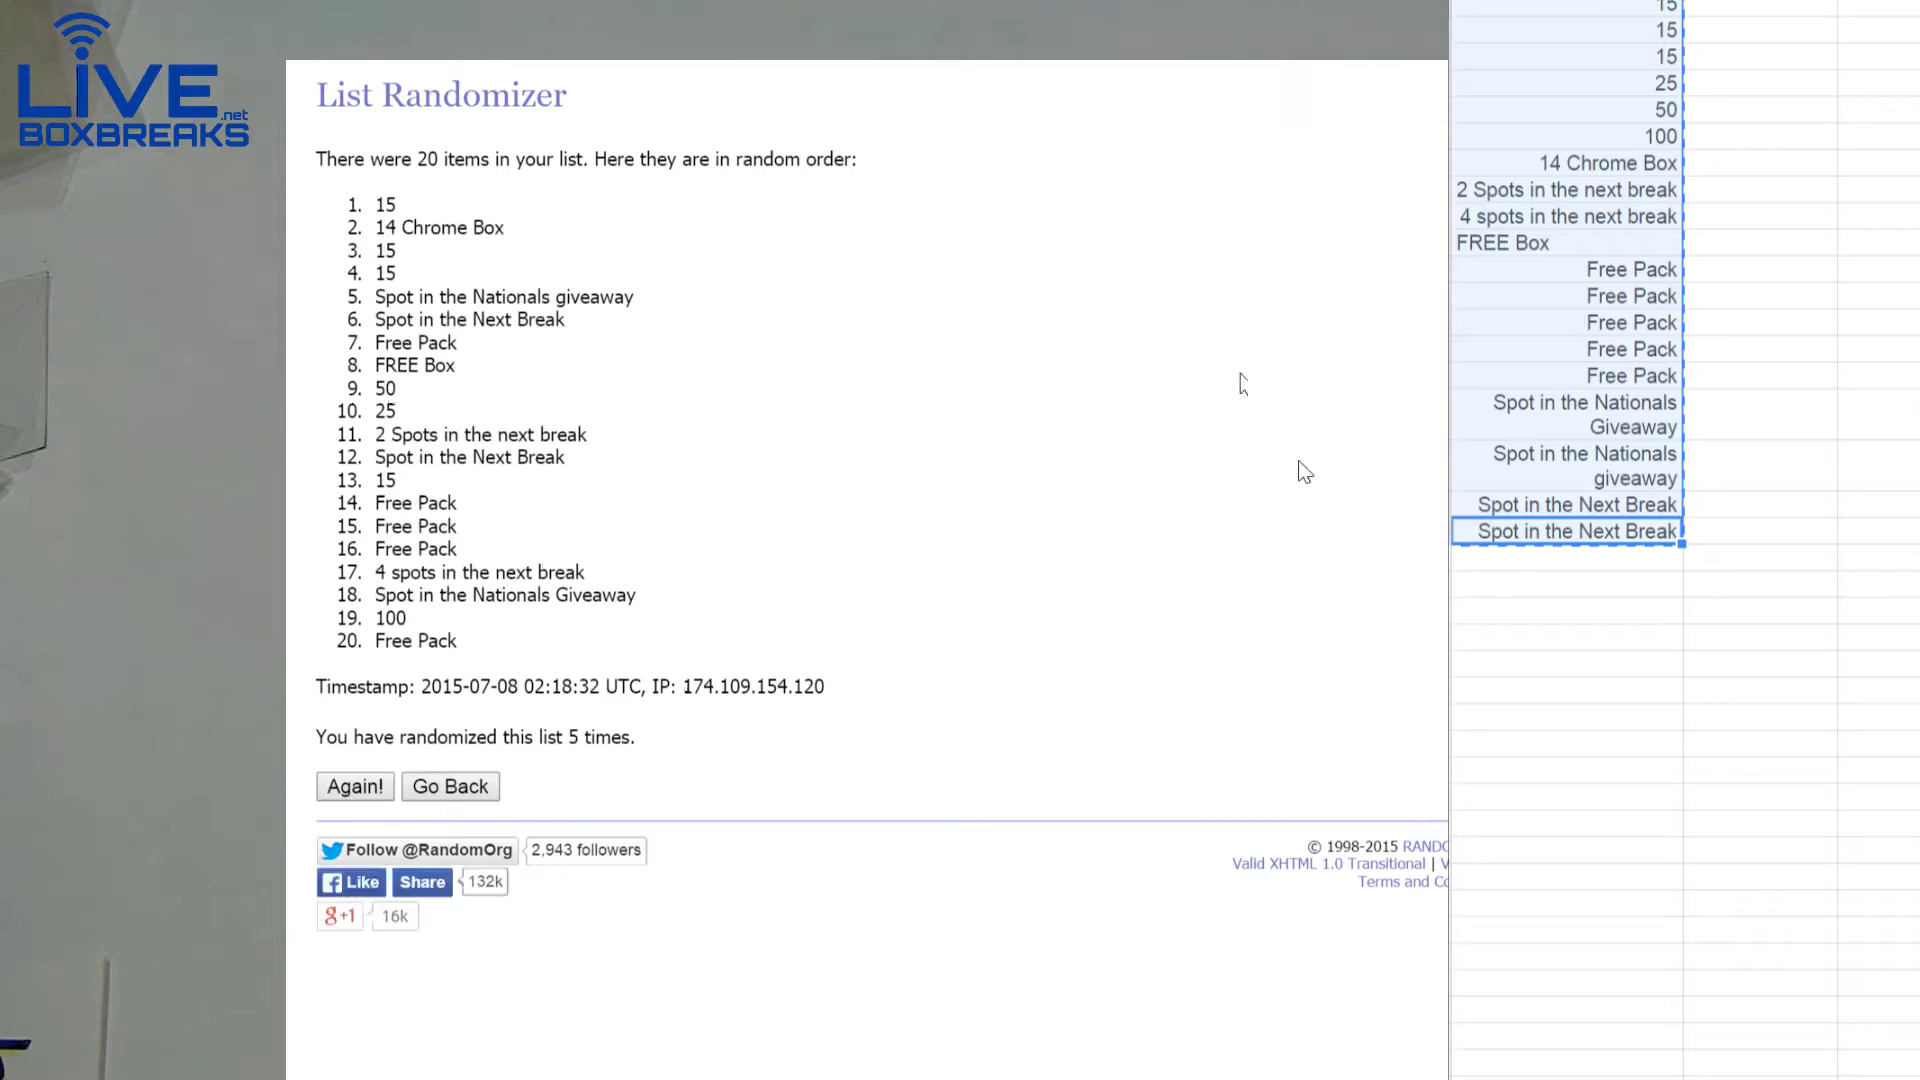 LiVE.net
BOXBREAKS
List Randomizer
There were 20 items in your list. Here they are in random order:
1. 15
2. 14 Chrome Box
3. 15
4. 15
5. Spot in the Nationals giveaway
6. Spot in the Next Break
7. Free Pack
8. FREE Box
9. 50
10. 25
11. 2 Spots in the next break
12. Spot in the Next Break
13. 15
14. Free Pack
15. Free Pack
16. Free Pack
17. 4 spots in the next break
18. Spot in the Nationals Giveaway
19. 100
20. Free Pack
Timestamp: 2015-07-08 02:18:32 UTC, IP: 174.109.154.120
You have randomized this list 5 times.
Again! Go Back
Follow @RandomOrg 2,943 followers
Like Share 132k
g+1 16k
© 1998-2015 RANDO
Valid XHTML 1.0 Transitional | V
Terms and Co
15
15
15
25
50
100
14 Chrome Box
2 Spots in the next break
4 spots in the next break
FREE Box
Free Pack
Free Pack
Free Pack
Free Pack
Free Pack
Spot in the Nationals
Giveaway
Spot in the Nationals
giveaway
Spot in the Next Break
Spot in the Next Break